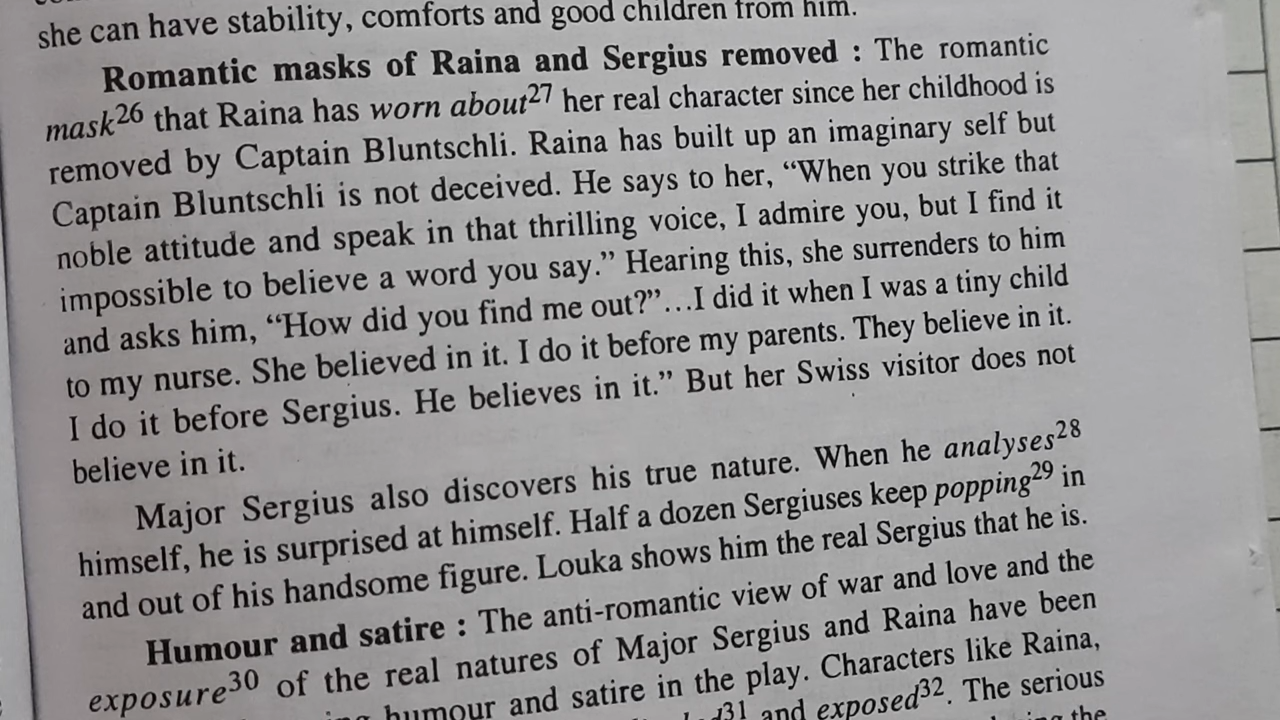 she can have stability, comforts and good children from him.
Romantic masks of Raina and Sergius removed : The romantic
mask26 that Raina has worn about27 her real character since her childhood is
removed by Captain Bluntschli. Raina has built up an imaginary self but
Captain Bluntschli is not deceived. He says to her, “When you strike that
noble attitude and speak in that thrilling voice, I admire you, but I find it
impossible to believe a word you say.” Hearing this, she surrenders to him
and asks him, “How did you find me out?”...I did it when I was a tiny child
to my nurse. She believed in it. I do it before my parents. They believe in it.
I do it before Sergius. He believes in it.” But her Swiss visitor does not
believe in it.
Major Sergius also discovers his true nature. When he analyses28
himself, he is surprised at himself. Half a dozen Sergiuses keep popping29 in
and out of his handsome figure. Louka shows him the real Sergius that he is.
Humour and satire : The anti-romantic view of war and love and the
exposure30 of the real natures of Major Sergius and Raina have been
humour and satire in the play. Characters like Raina,
and exposed32. The serious
the